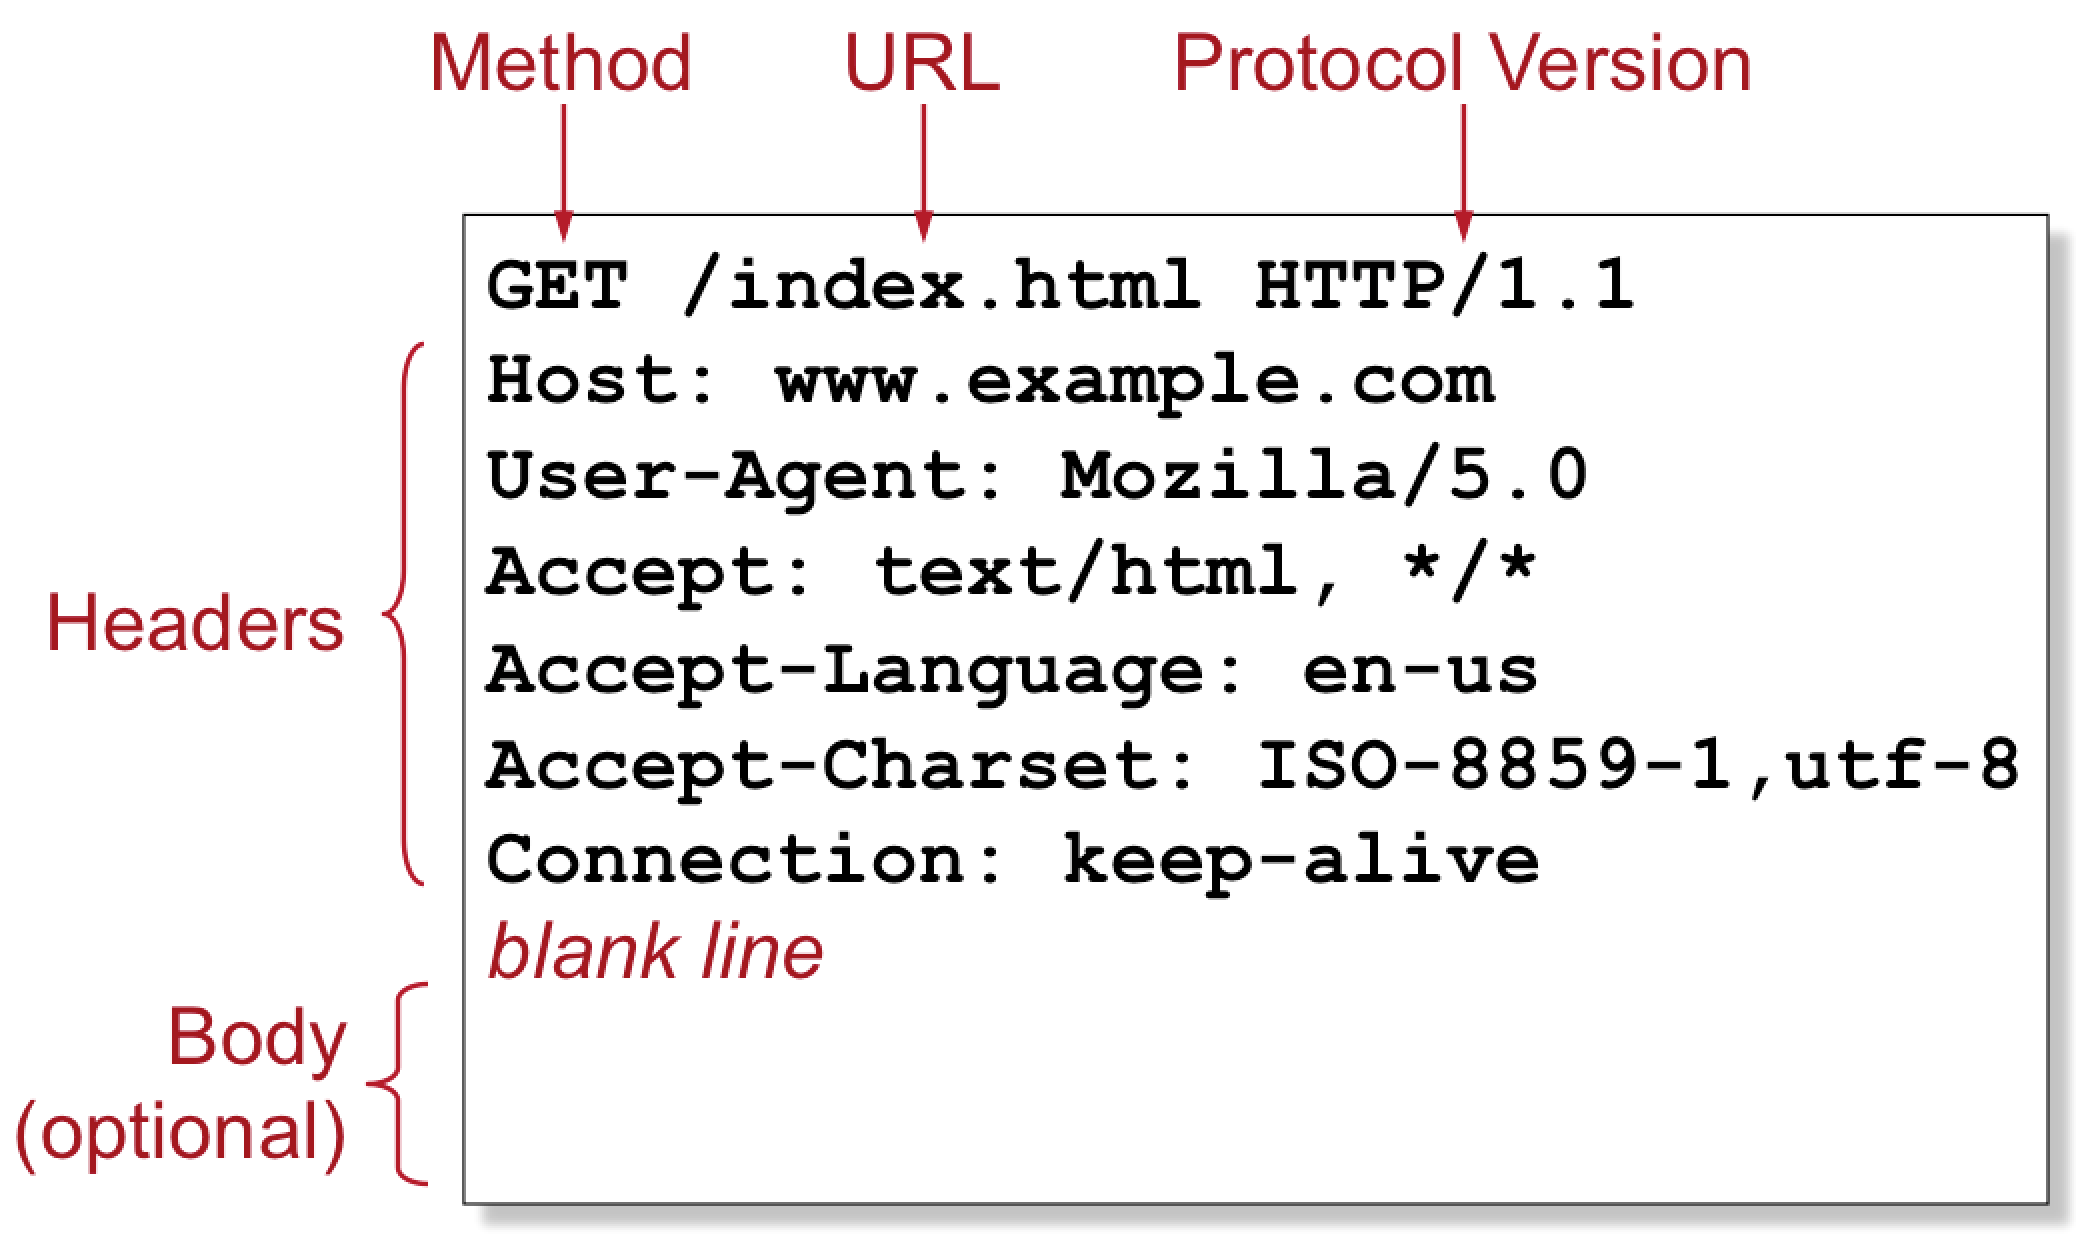 Method URL Protocol Version
GET /index.html HTTP/1.1
Host: www.example.com
User-Agent: Mozilla/5.0
Accept: text/html, */*
Accept-Language: en-us
Accept-Charset: ISO-8859-1,utf-8
Connection: keep-alive
blank line
Headers
Body
(optional)